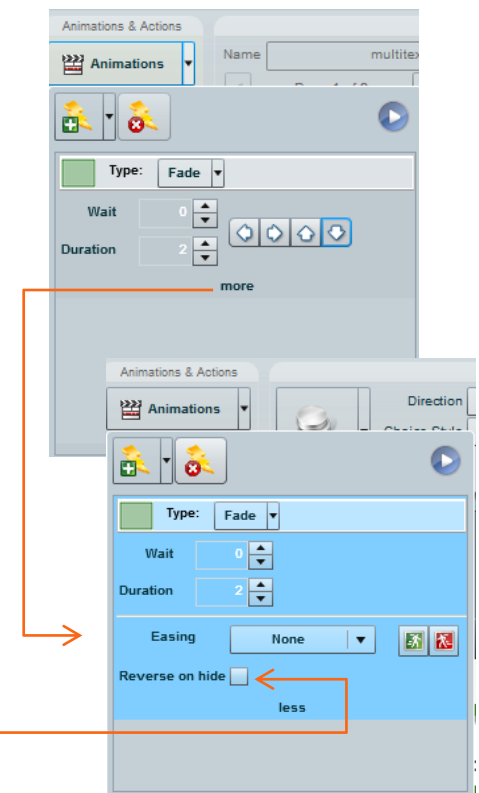 Animations & Actions
Animations
Name
multitex
Type: Fade
Wait 0
Duration 2
more
Animations & Actions
Animations
Direction
Type: Fade
Wait 0
Duration 2
Easing None
Reverse on hide
less